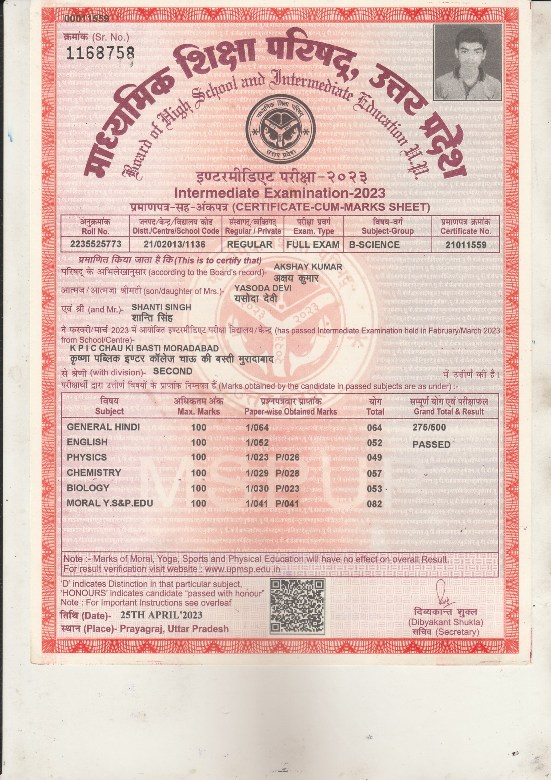 00011559
क्रमांक (Sr. No.)
1168758
माध्यमिक शिक्षा परिषद्, उत्तर प्रदेश
Board of High School and Intermediate Education U.P.
इण्टरमीडिएट परीक्षा-२०२३
Intermediate Examination-2023
प्रमाणपत्र-सह-अंकपत्र (CERTIFICATE-CUM-MARKS SHEET)
अनुक्रमांक जनपद/केन्द्र/विद्यालय कोड संस्थागत/व्यक्तिगत परीक्षा प्रवर्ग विषय-वर्ग प्रमाणपत्र क्रमांक
Roll No. Distt./Centre/School Code Regular / Private Exam. Type Subject-Group Certificate No.
2235525773 21/02013/1136 REGULAR FULL EXAM B-SCIENCE 21011559
प्रमाणित किया जाता है कि (This is to certify that)
परिषद् के अभिलेखानुसार (according to the Board's record)- AKSHAY KUMAR
अक्षय कुमार
आत्मज / आत्मजा श्रीमती (son/daughter of Mrs.)- YASODA DEVI
यसोदा देवी
एवं श्री (and Mr.)- SHANTI SINGH
शान्ति सिंह
ने फरवरी/मार्च 2023 में आयोजित इण्टरमीडिएट परीक्षा विद्यालय/केन्द्र (has passed Intermediate Examination held in February/March 2023
from School/Centre)-
K P I C CHAU KI BASTI MORADABAD
कृष्णा पब्लिक इण्टर कॉलेज चाऊ की बस्ती मुरादाबाद
से श्रेणी (with division)- SECOND में उत्तीर्ण की है।
परीक्षार्थी द्वारा उत्तीर्ण विषयों के प्राप्तांक निम्नवत हैं (Marks obtained by the candidate in passed subjects are as under) :-
विषय अधिकतम अंक प्रश्नपत्रवार प्राप्तांक योग सम्पूर्ण योग एवं परीक्षाफल
Subject Max. Marks Paper-wise Obtained Marks Total Grand Total & Result
GENERAL HINDI 100 1/064 064 275/500
ENGLISH 100 1/052 052 PASSED
PHYSICS 100 1/023 P/026 049
CHEMISTRY 100 1/029 P/028 057
BIOLOGY 100 1/030 P/023 053
MORAL Y.S&P.EDU 100 1/041 P/041 082
Note :- Marks of Moral, Yoga, Sports and Physical Education will have no effect on overall Result.
For result verification visit website : www.upmsp.edu.in
'D' indicates Distinction in that particular subject.
'HONOURS' indicates candidate "passed with honour"
Note : For Important Instructions see overleaf
तिथि (Date)- 25TH APRIL'2023
स्थान (Place)- Prayagraj, Uttar Pradesh
दिव्यकान्त शुक्ल
(Dibyakant Shukla)
सचिव (Secretary)